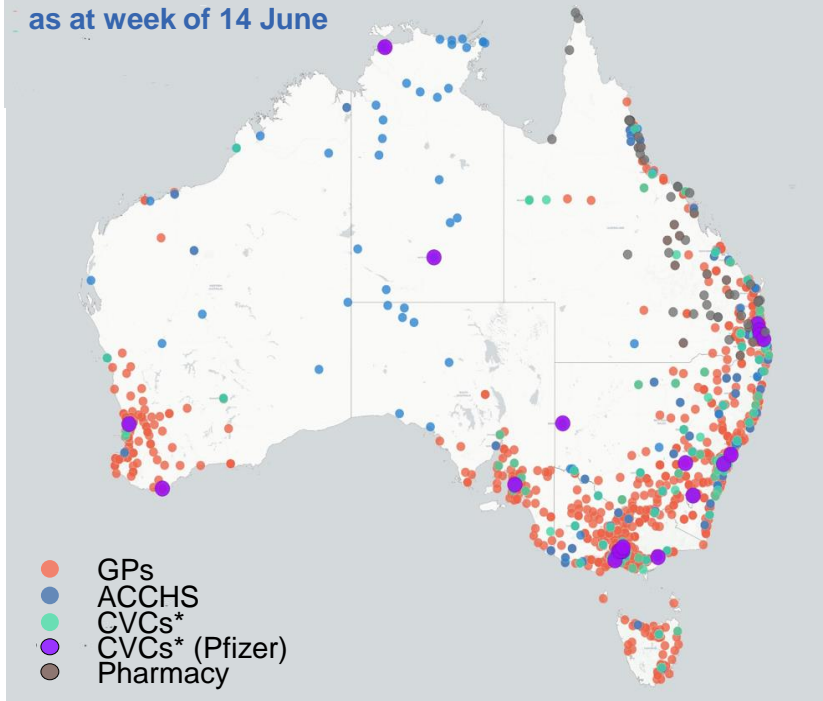 as at week of 14 June
GPs
ACCHS
CVCs*
CVCs* (Pfizer)
Pharmacy